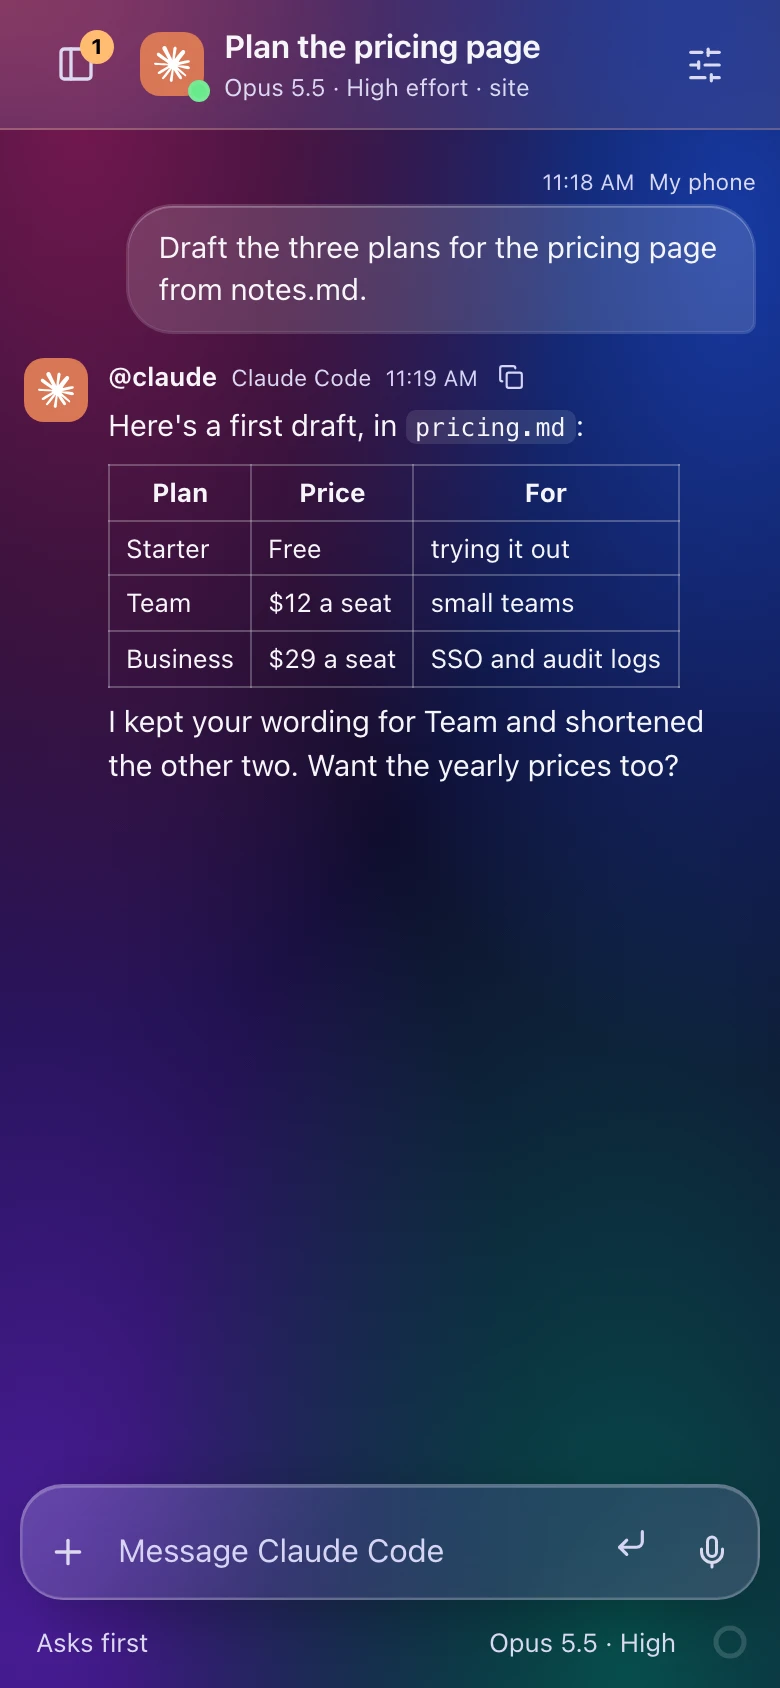 1
Plan the pricing page
Opus 5.5 · High effort · site
11:18 AM My phone
Draft the three plans for the pricing page
from notes.md.
@claude Claude Code 11:19 AM
Here's a first draft, in pricing.md:
Plan Price For
Starter Free trying it out
Team $12 a seat small teams
Business $29 a seat SSO and audit logs
I kept your wording for Team and shortened
the other two. Want the yearly prices too?
Message Claude Code
Asks first Opus 5.5 · High